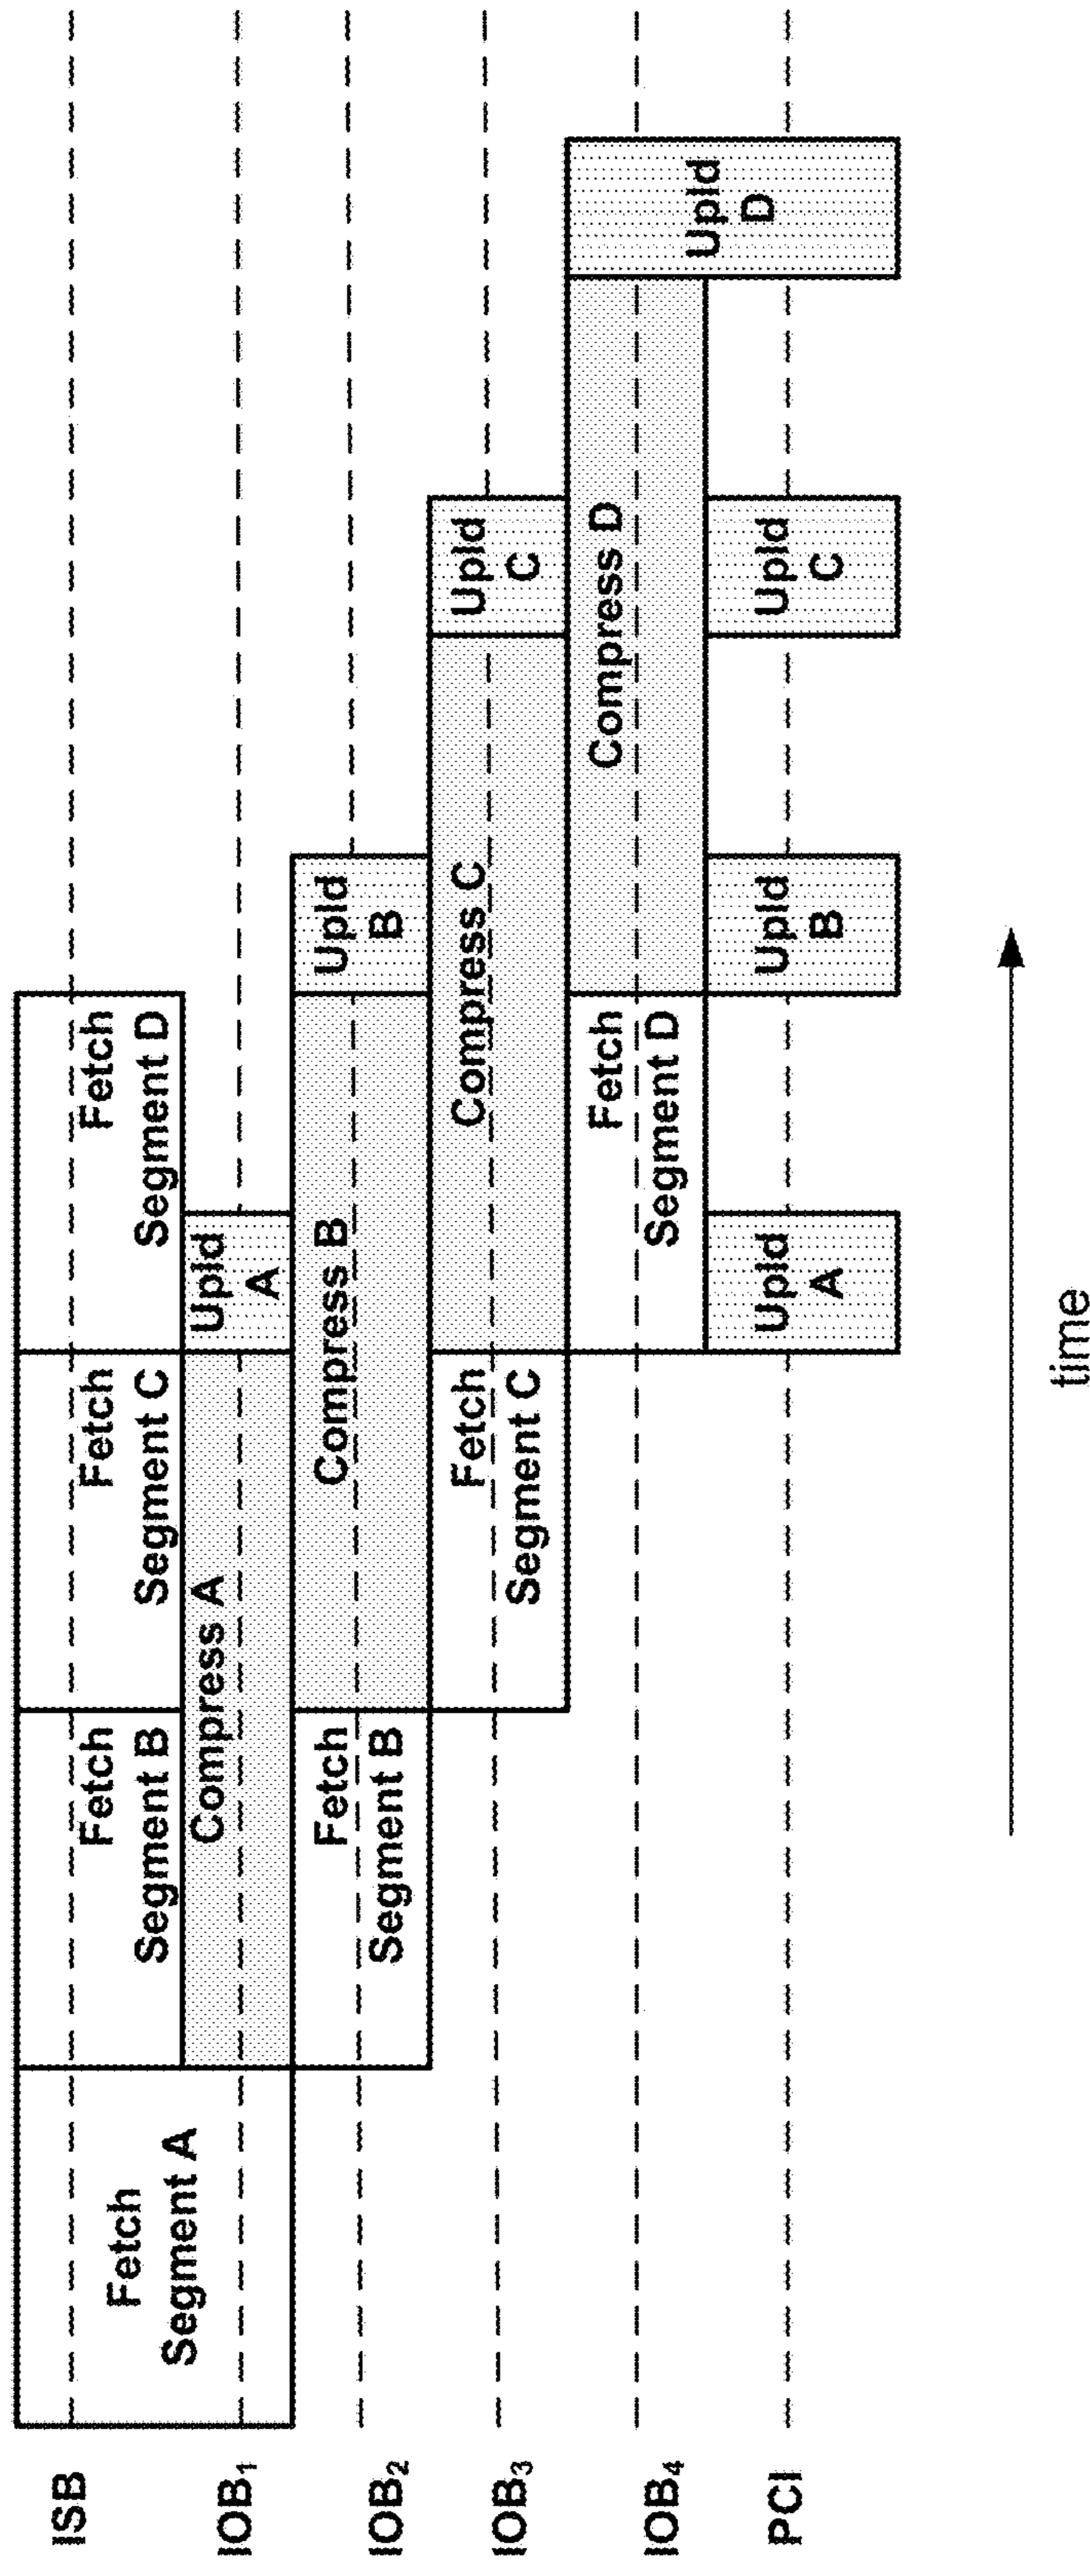 ISB
Fetch
Segment A
Fetch
Segment B
Fetch
Segment C
Fetch
Segment D
IOB₁
Compress A
Upld
A
IOB₂
Fetch
Segment B
Compress B
Upld
B
IOB₃
Fetch
Segment C
Compress C
Upld
C
IOB₄
Fetch
Segment D
Compress D
Upld
D
PCI
Upld
A
Upld
B
Upld
C
time